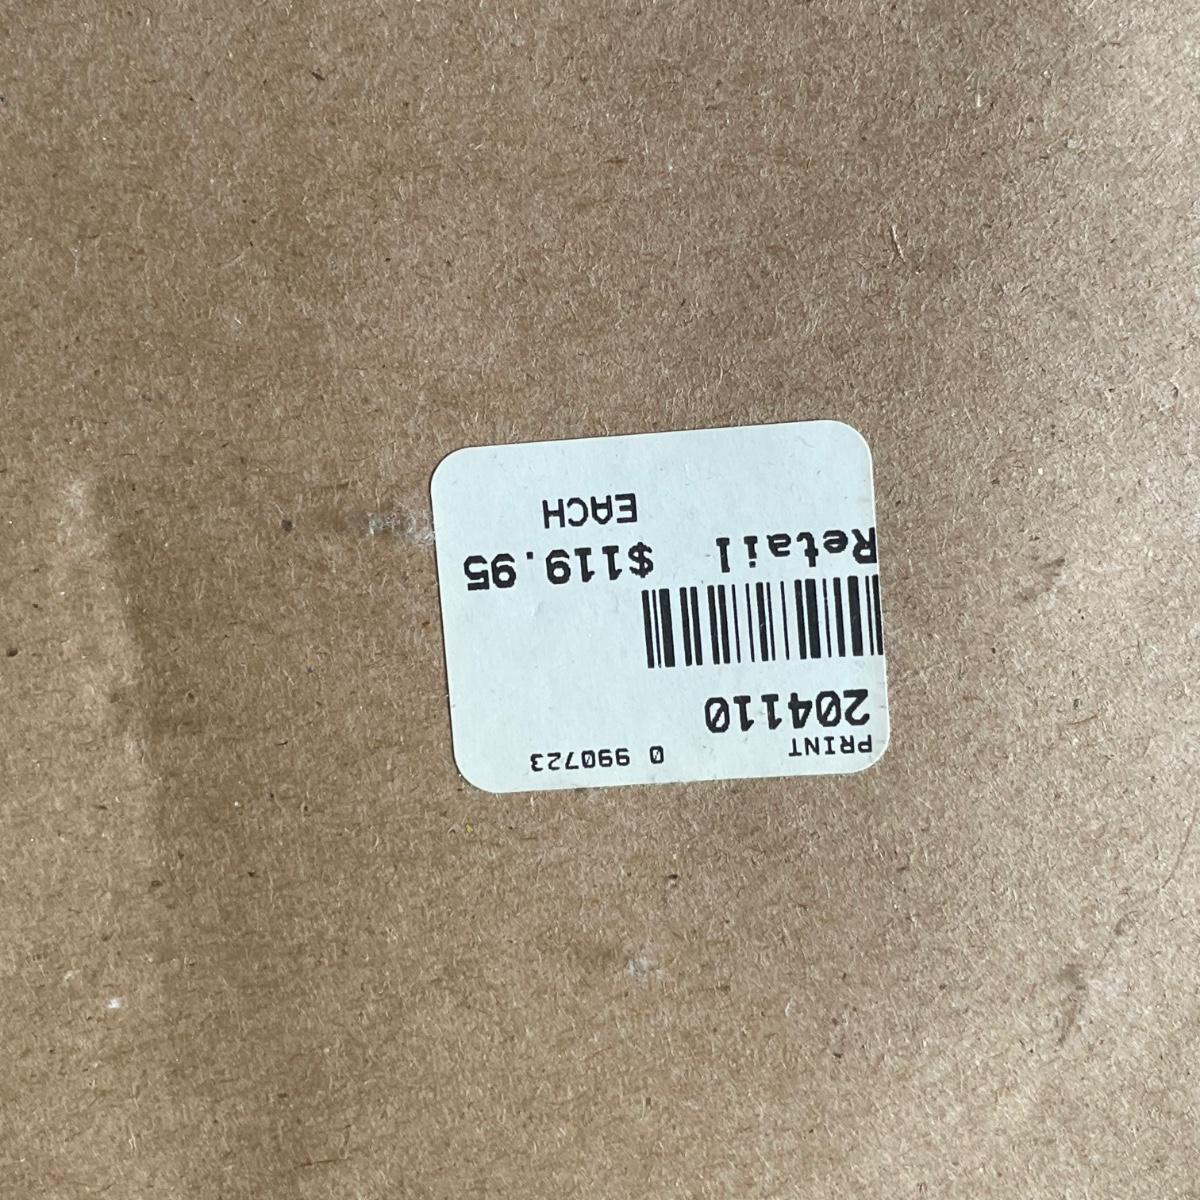 PRINT 0 990723
204110
Retail $119.95
EACH